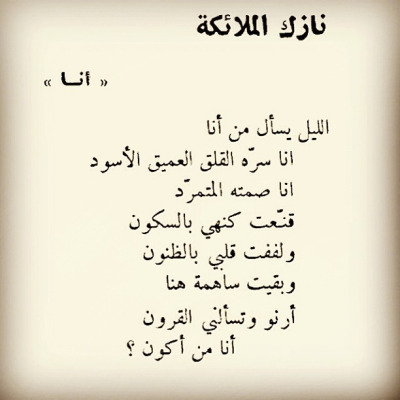 نازك الملائكة
« أنــا »
الليل يسأل من أنا
انا سرّه القلق العميق الأسود
انا صمته المتمرّد
قنّعت كنهي بالسكون
ولففت قلبي بالظنون
وبقيت ساهمة هنا
أرنو وتسألني القرون
أنا من أكون ؟